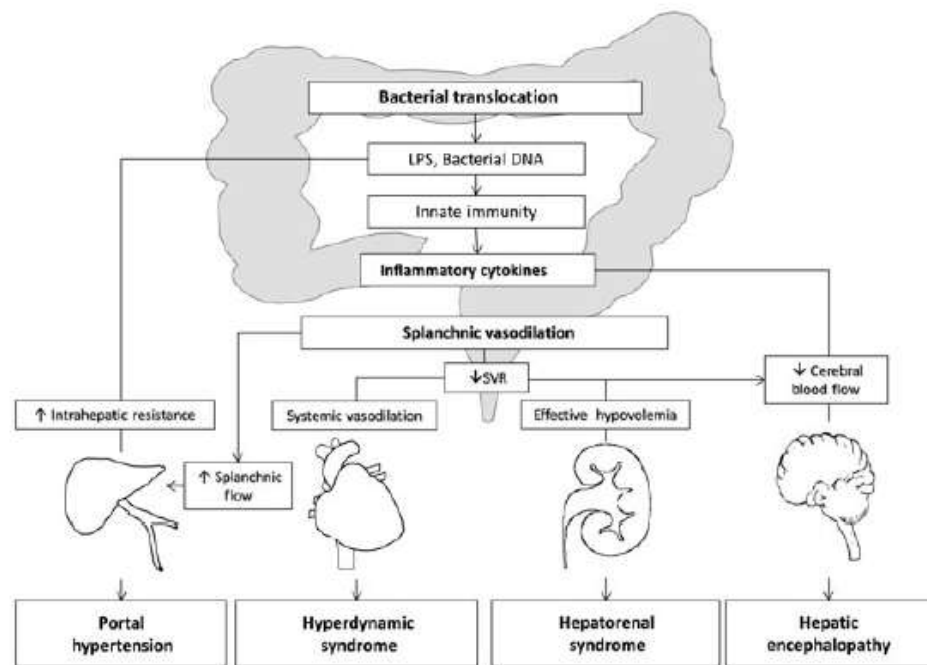 Bacterial translocation
LPS, Bacterial DNA
Innate immunity
Inflammatory cytokines
Splanchnic vasodilation
↓SVR
↓ Cerebral
blood flow
↑ Intrahepatic resistance
Systemic vasodilation
Effective hypovolemia
↑ Splanchnic
flow
Portal
hypertension
Hyperdynamic
syndrome
Hepatorenal
syndrome
Hepatic
encephalopathy